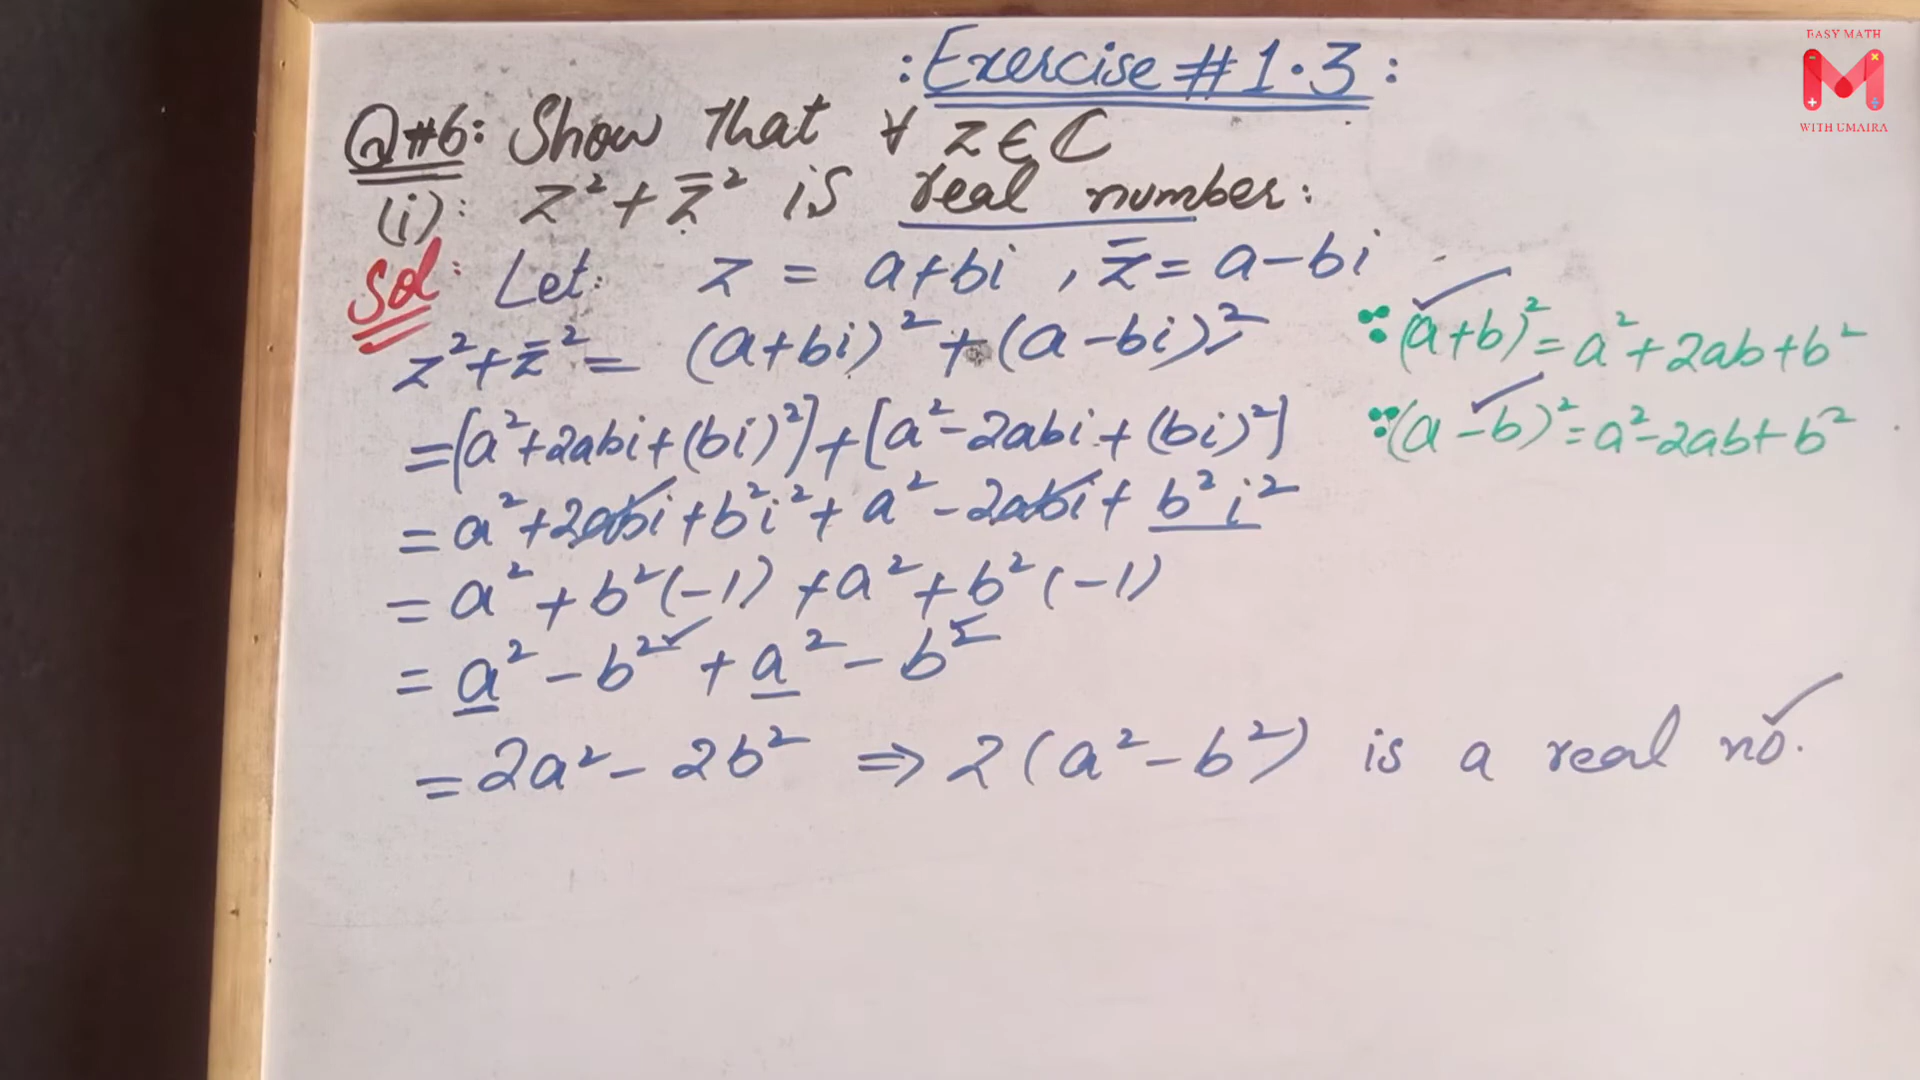 : Exercise # 1.3 :
EASY MATH
WITH UMAIRA
Q#6: Show that ∀ z ∈ C
(i): z² + z̄² is real number:
Sol: Let: z = a+bi , z̄ = a-bi
z² + z̄² = (a+bi)² + (a-bi)²
∵ (a+b)² = a²+2ab+b²
= [a²+2abi+(bi)²] + [a²-2abi+(bi)²]
∵ (a-b)² = a²-2ab+b²
= a²+2abi+b²i²+a²-2abi+b²i²
= a²+b²(-1)+a²+b²(-1)
= a²-b²+a²-b²
= 2a²-2b² ⇒ 2(a²-b²) is a real no.